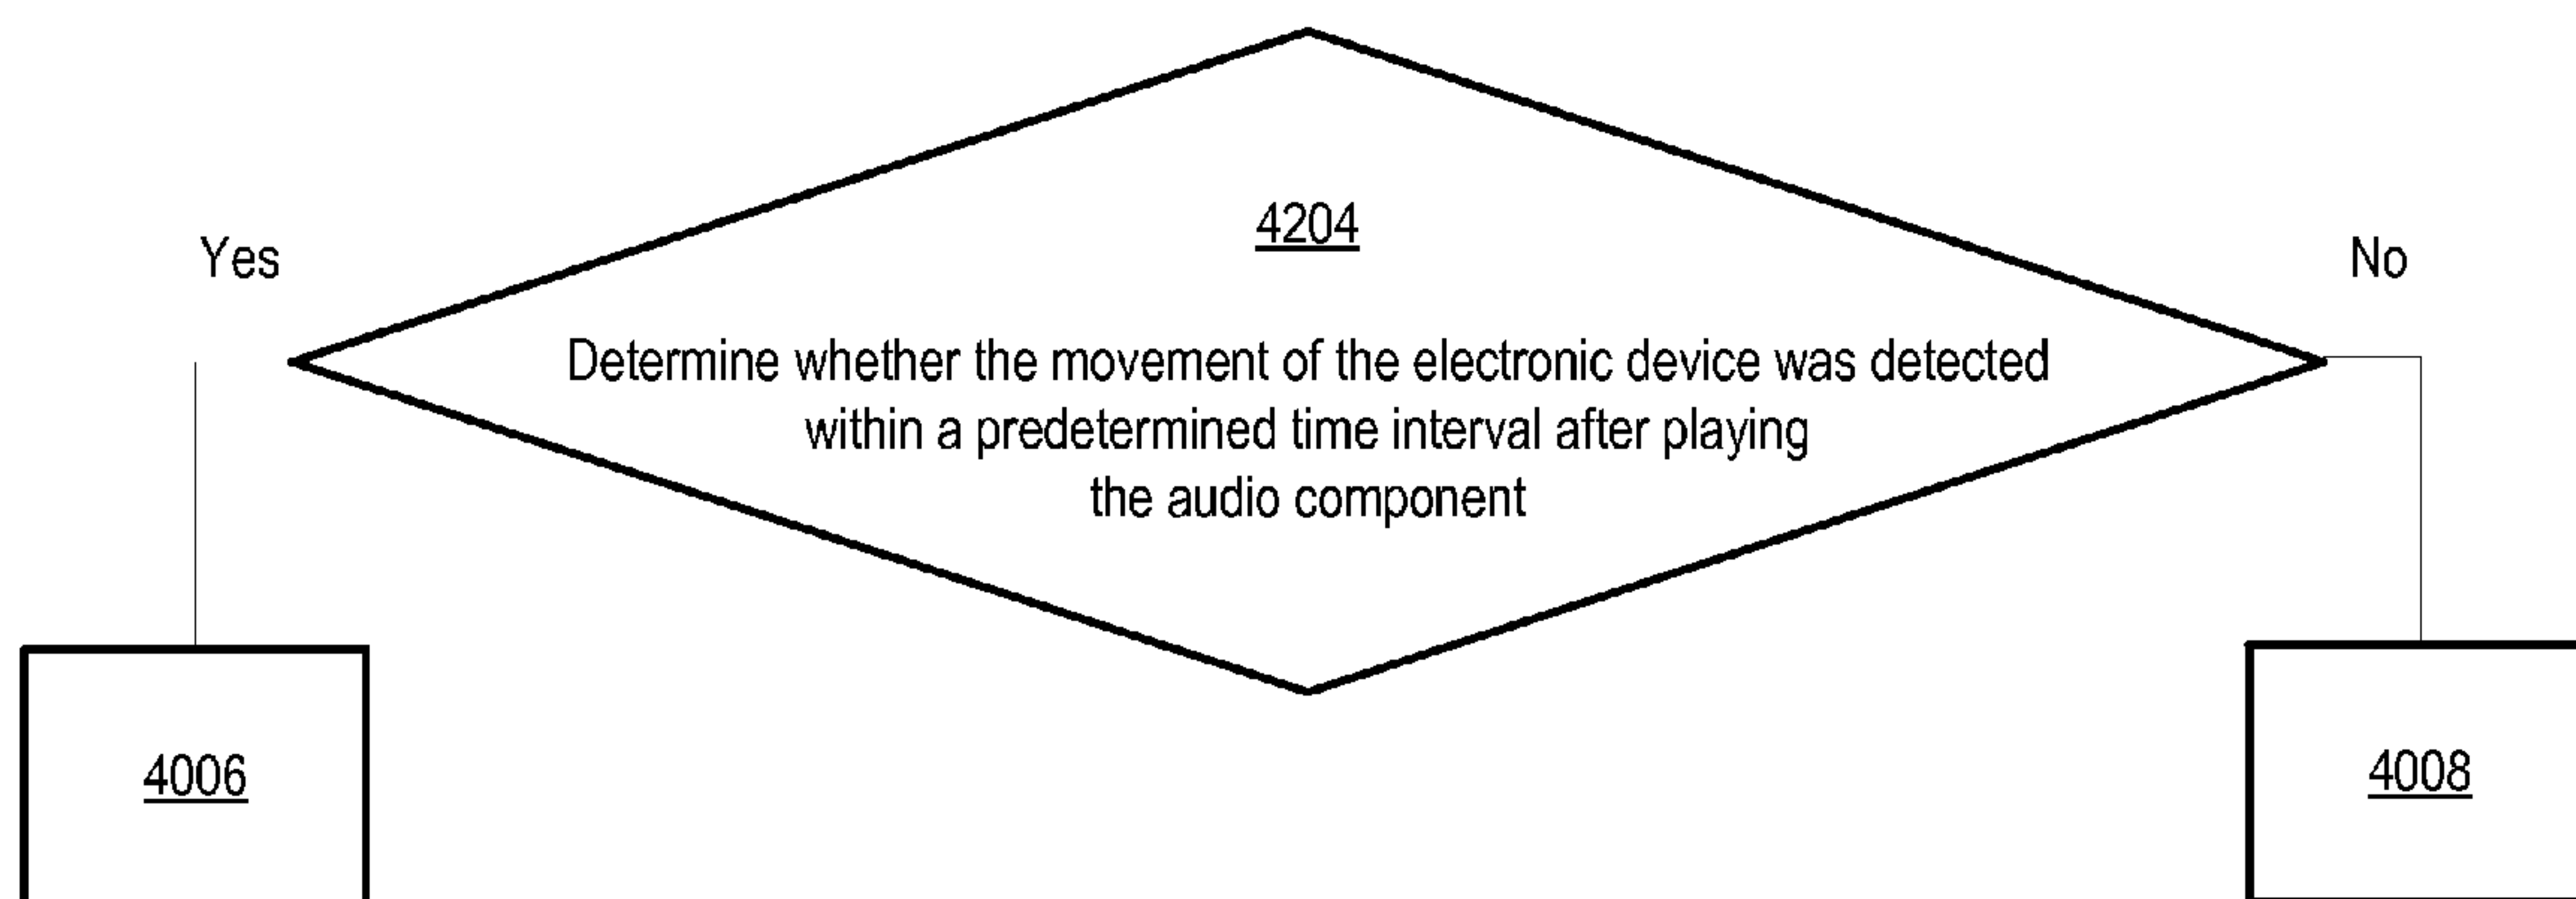 4204
Yes
No
Determine whether the movement of the electronic device was detected
within a predetermined time interval after playing
the audio component
4006
4008